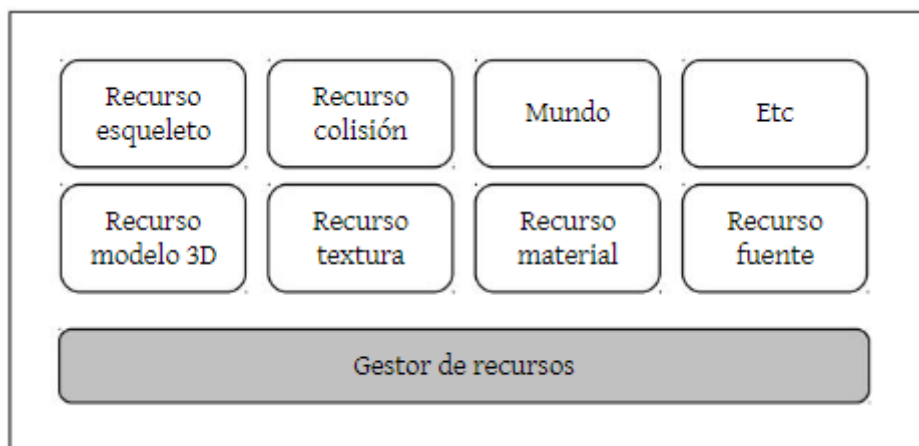 Recurso
esqueleto
Recurso
colisión
Mundo
Etc
Recurso
modelo 3D
Recurso
textura
Recurso
material
Recurso
fuente
Gestor de recursos